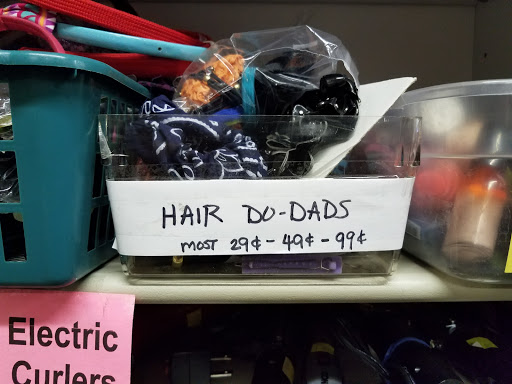 HAIR DO-DADS
MOST 29¢ - 49¢ - 99¢
Electric
Curlers